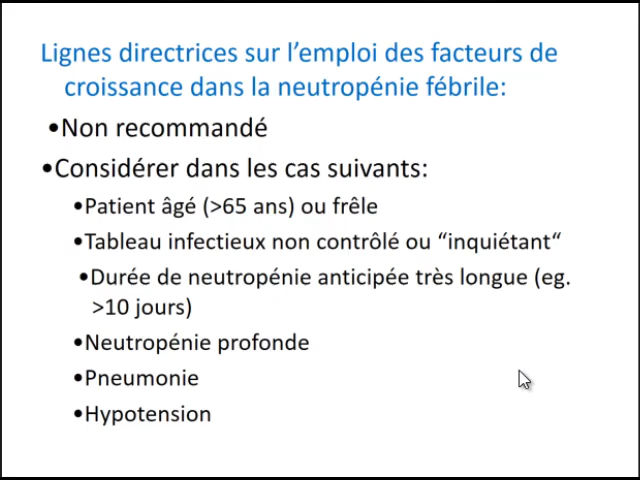 Lignes directrices sur l’emploi des facteurs de
croissance dans la neutropénie fébrile:
•Non recommandé
•Considérer dans les cas suivants:
•Patient âgé (>65 ans) ou frêle
•Tableau infectieux non contrôlé ou “inquiétant“
•Durée de neutropénie anticipée très longue (eg.
>10 jours)
•Neutropénie profonde
•Pneumonie
•Hypotension